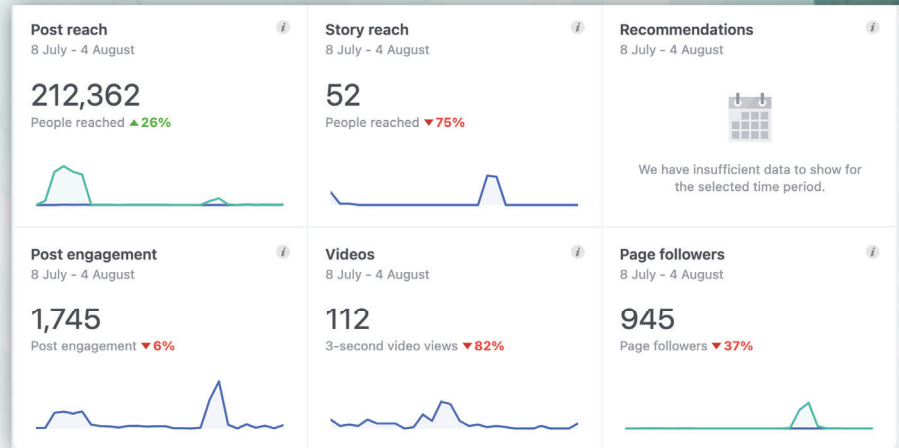 Post reach
8 July - 4 August
212,362
People reached ▲26%
Story reach
8 July - 4 August
52
People reached ▼75%
Recommendations
8 July - 4 August
We have insufficient data to show for
the selected time period.
Post engagement
8 July - 4 August
1,745
Post engagement ▼6%
Videos
8 July - 4 August
112
3-second video views ▼82%
Page followers
8 July - 4 August
945
Page followers ▼37%